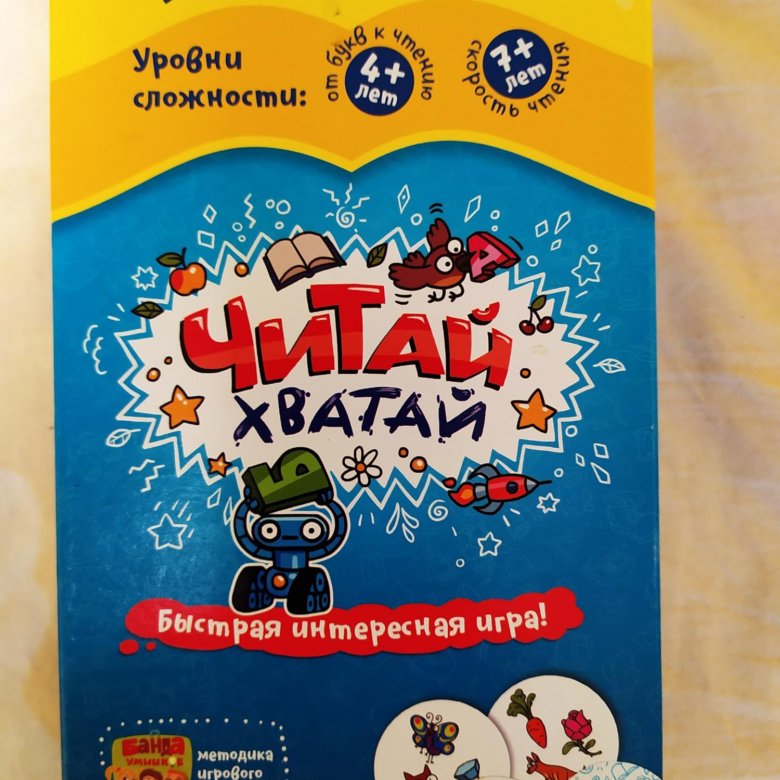 Уровни
сложности:
от букв к чтению
4+
лет
7+
лет
скорость чтения
А
ЧИТАЙ
ХВАТАЙ
Быстрая интересная игра!
БАНДА
УМНИКОВ
методика
игрового